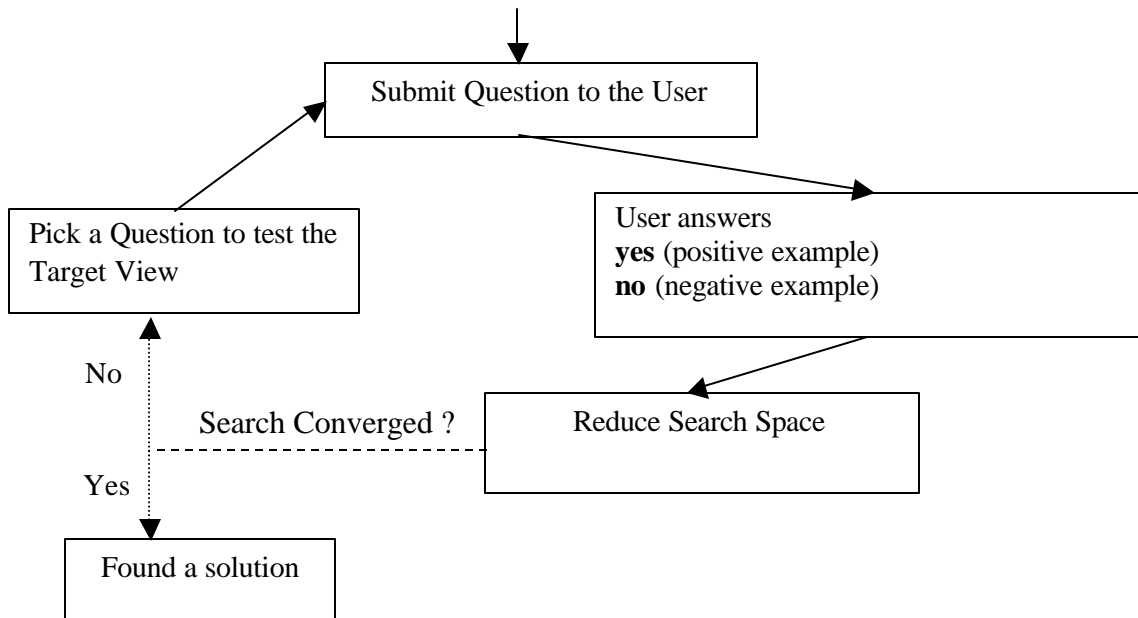 Submit Question to the User
User answers
yes (positive example)
no (negative example)
Pick a Question to test the
Target View
No
Search Converged ?
Reduce Search Space
Yes
Found a solution